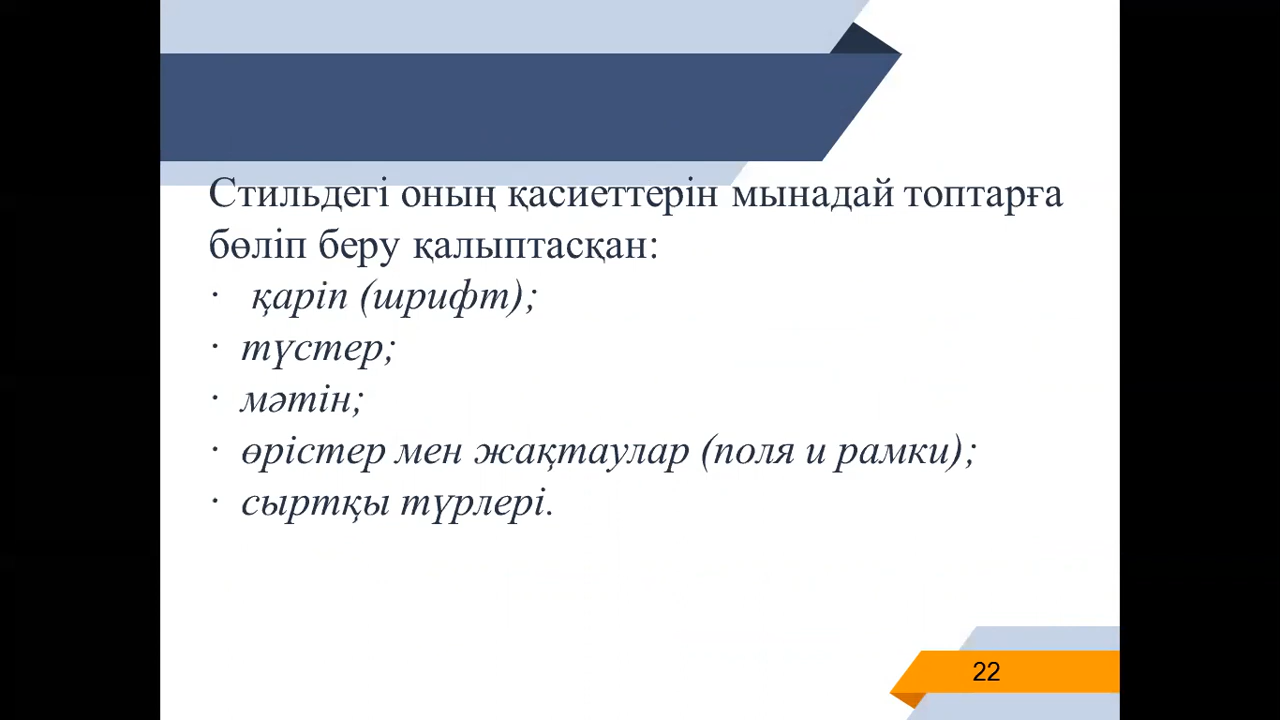 Стильдегі оның қасиеттерін мынадай топтарға
бөліп беру қалыптасқан:
· қаріп (шрифт);
· түстер;
· мәтін;
· өрістер мен жақтаулар (поля и рамки);
· сыртқы түрлері.
22